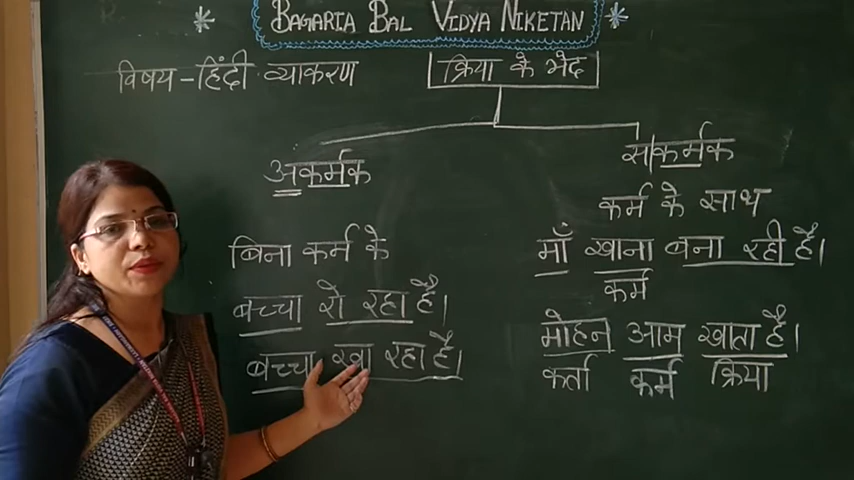 BAGARIA BAL VIDYA NIKETAN
विषय - हिंदी व्याकरण
क्रिया के भेद
अकर्मक
बिना कर्म के
बच्चा रो रहा है।
बच्चा खा रहा है।
सकर्मक
कर्म के साथ
माँ खाना बना रही है।
कर्म
मोहन आम खाता है।
कर्ता कर्म क्रिया